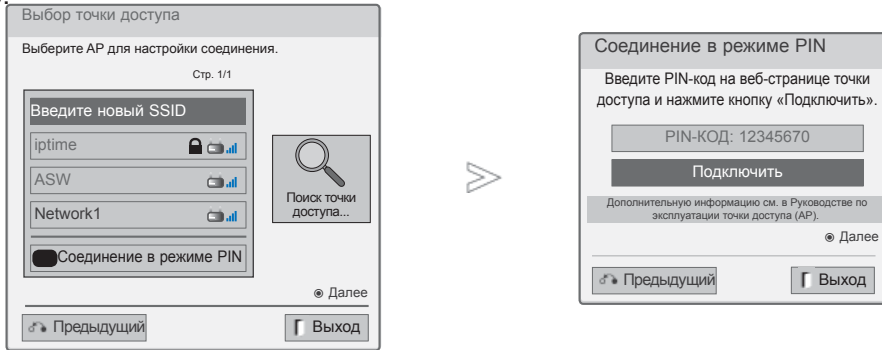 Выбор точки доступа
Выберите AP для настройки соединения.
Стр. 1/1
Введите новый SSID
iptime
ASW
Network1
Соединение в режиме PIN
Поиск точки
доступа...
Далее
Предыдущий
Выход
Соединение в режиме PIN
Введите PIN-код на веб-странице точки
доступа и нажмите кнопку «Подключить».
PIN-КОД: 12345670
Подключить
Дополнительную информацию см. в Руководстве по
эксплуатации точки доступа (AP).
Далее
Предыдущий
Выход